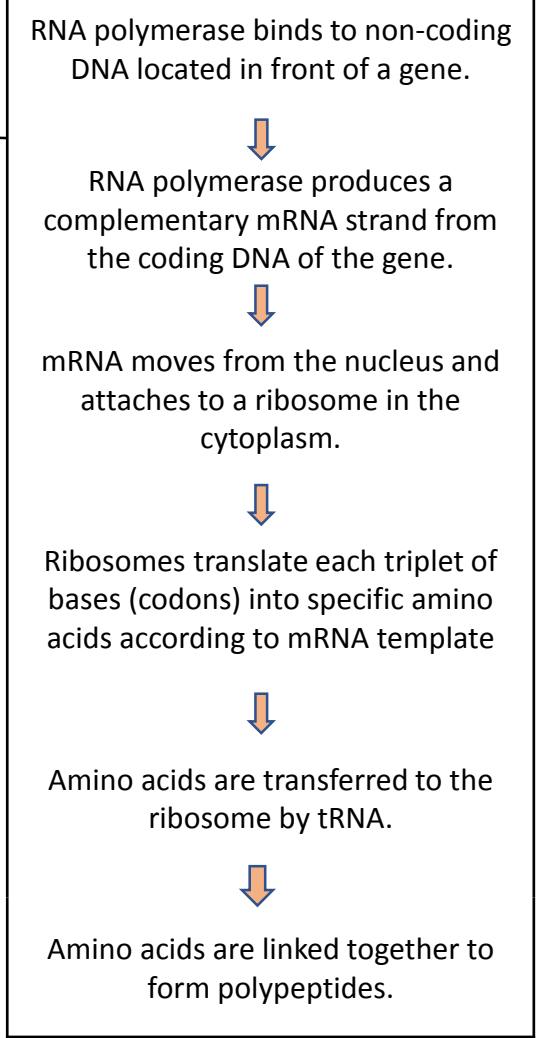 RNA polymerase binds to non-coding
DNA located in front of a gene.
RNA polymerase produces a
complementary mRNA strand from
the coding DNA of the gene.
mRNA moves from the nucleus and
attaches to a ribosome in the
cytoplasm.
Ribosomes translate each triplet of
bases (codons) into specific amino
acids according to mRNA template
Amino acids are transferred to the
ribosome by tRNA.
Amino acids are linked together to
form polypeptides.